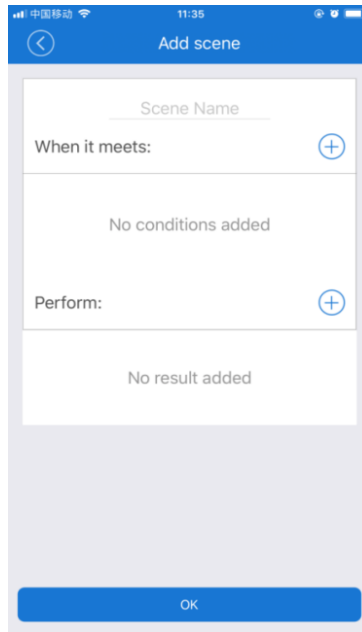 中国移动 11:35
Add scene
Scene Name
When it meets:
No conditions added
Perform:
No result added
OK